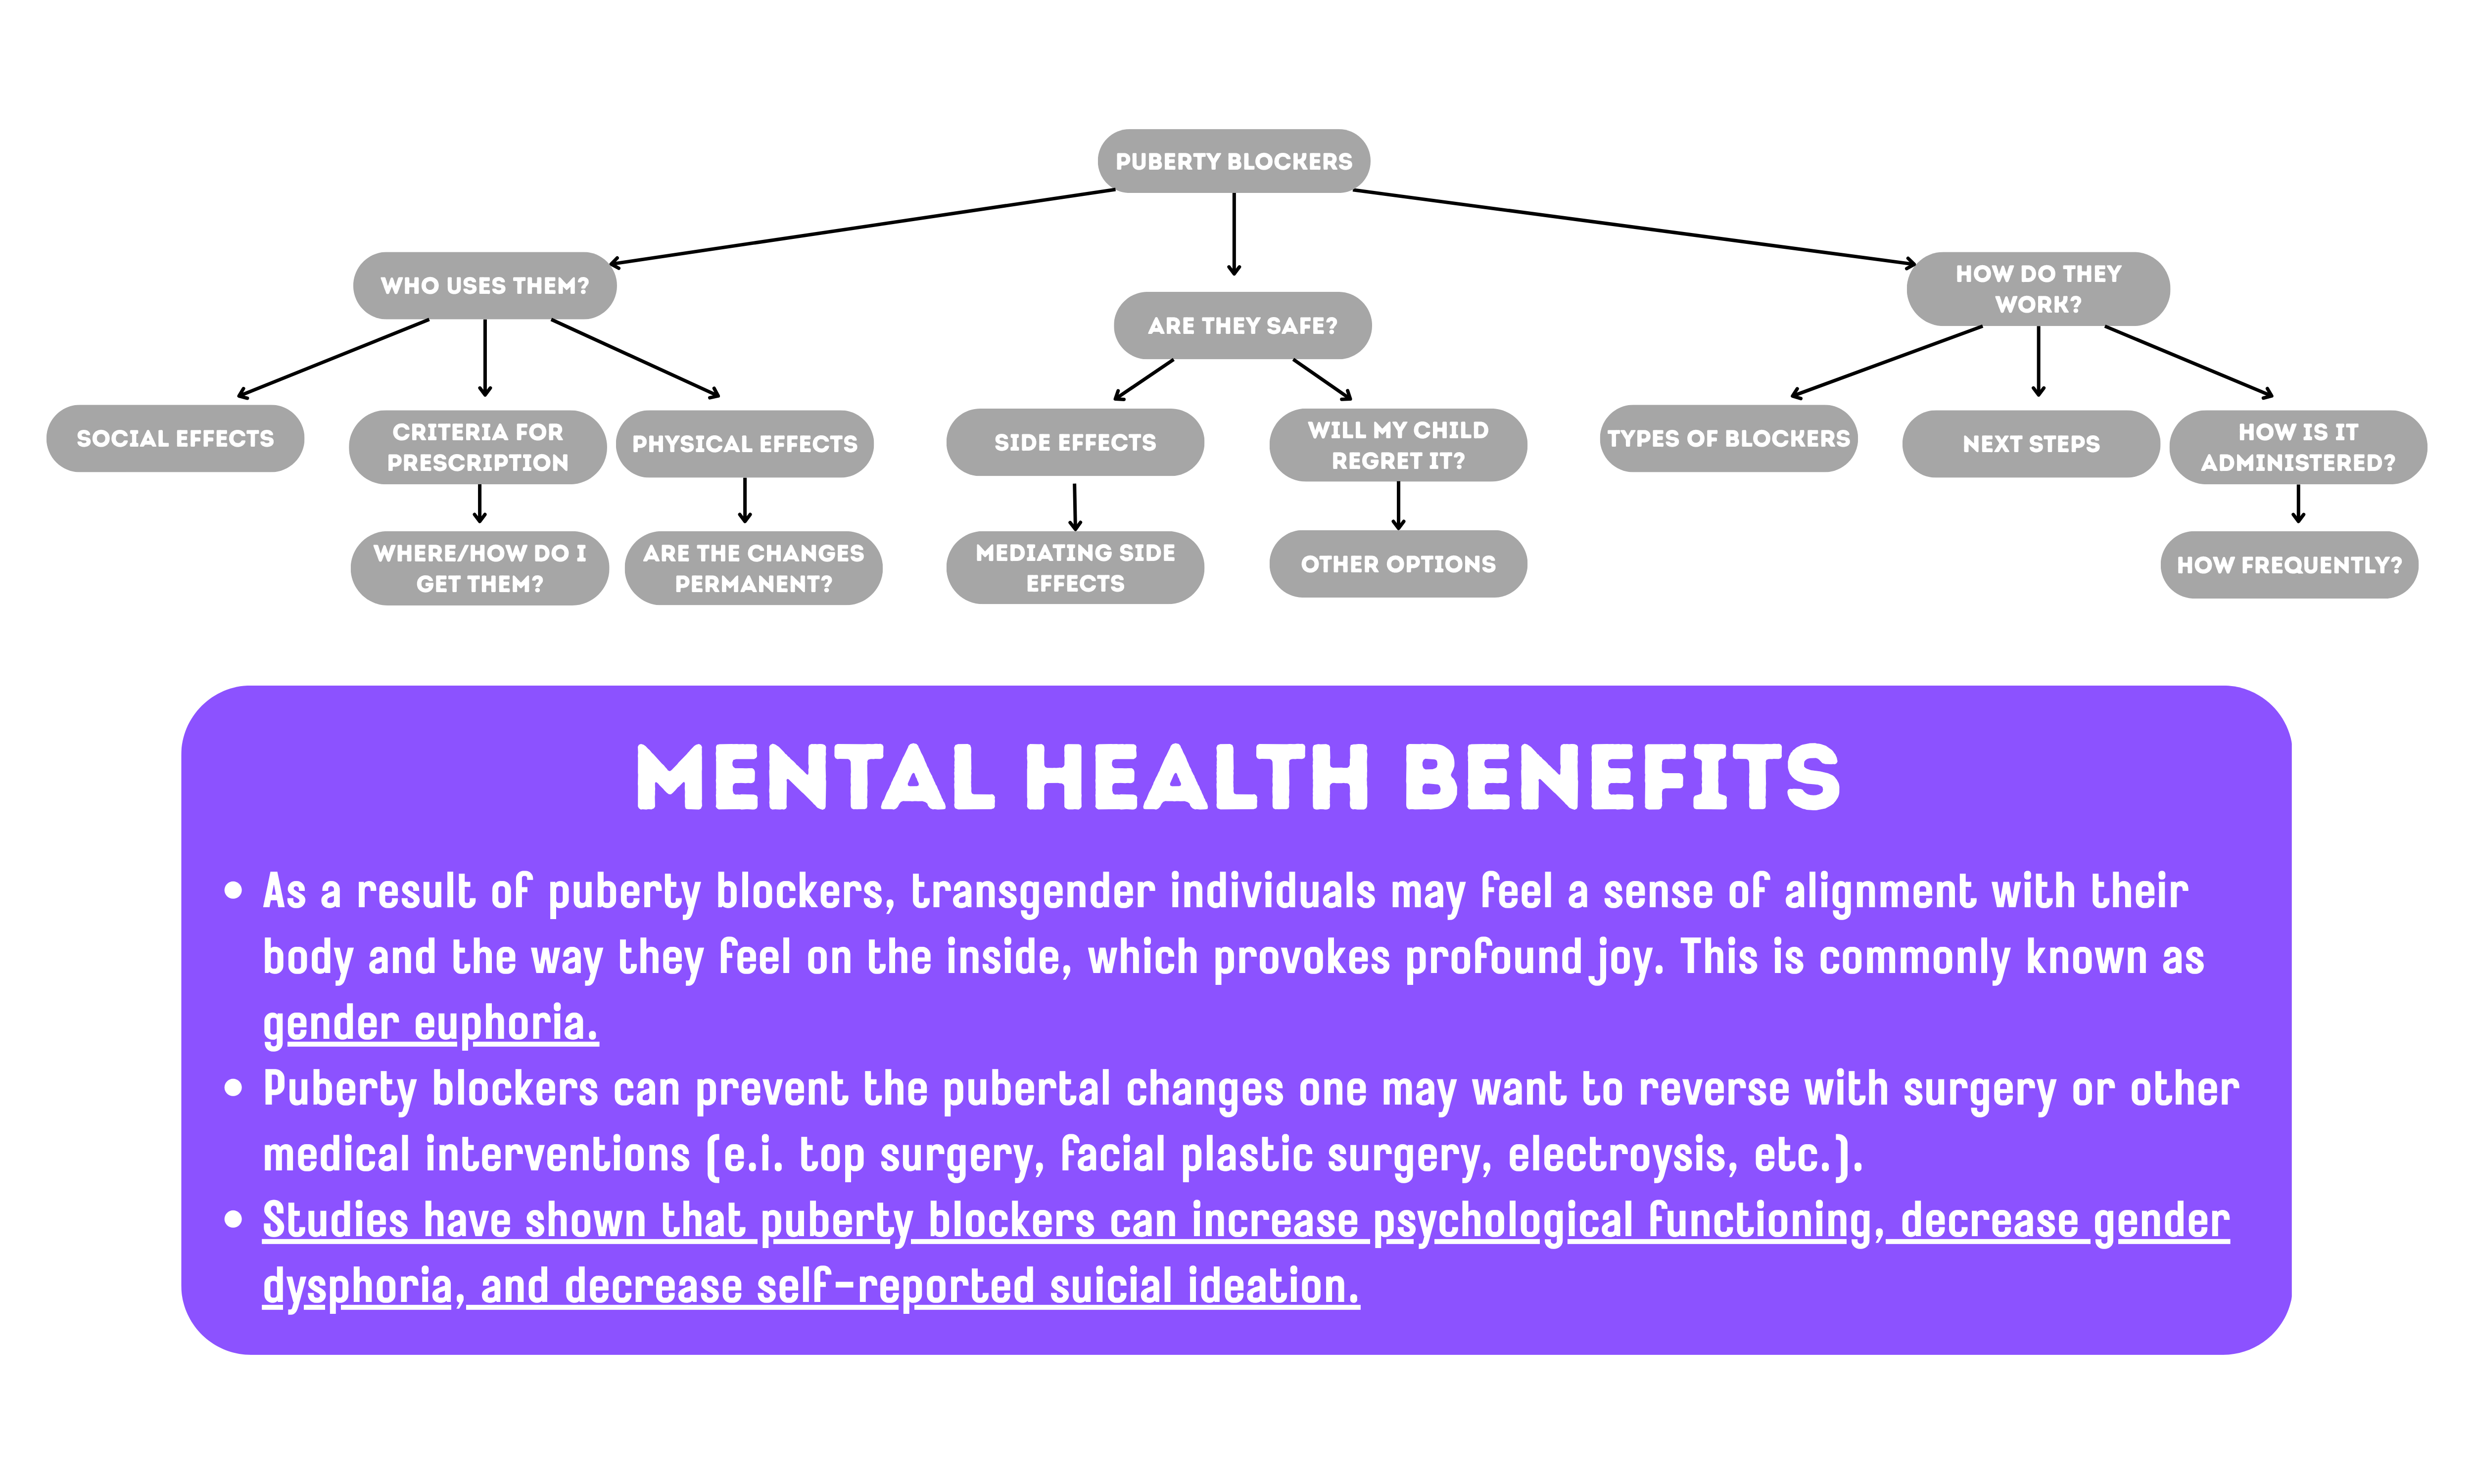 PUBERTY BLOCKERS
WHO USES THEM?
ARE THEY SAFE?
HOW DO THEY
WORK?
SOCIAL EFFECTS
CRITERIA FOR
PRESCRIPTION
PHYSICAL EFFECTS
SIDE EFFECTS
WILL MY CHILD
REGRET IT?
TYPES OF BLOCKERS
NEXT STEPS
HOW IS IT
ADMINISTERED?
WHERE/HOW DO I
GET THEM?
ARE THE CHANGES
PERMANENT?
MEDIATING SIDE
EFFECTS
OTHER OPTIONS
HOW FREQUENTLY?
MENTAL HEALTH BENEFITS
• As a result of puberty blockers, transgender individuals may feel a sense of alignment with their
body and the way they feel on the inside, which provokes profound joy. This is commonly known as
gender euphoria.
• Puberty blockers can prevent the pubertal changes one may want to reverse with surgery or other
medical interventions (e.i. top surgery, facial plastic surgery, electroysis, etc.).
• Studies have shown that puberty blockers can increase psychological functioning, decrease gender
dysphoria, and decrease self-reported suicial ideation.